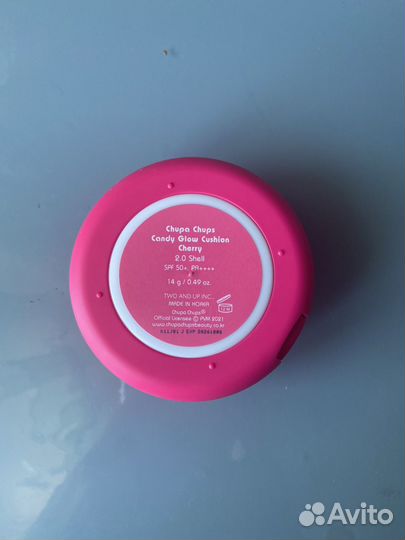 Chupa Chups
Candy Glow Cushion
Cherry
2.0 Shell
SPF 50+, PA++++
14 g / 0.49 oz.
TWO AND UP INC.,
MADE IN KOREA
Chupa Chups®
Official Licensee © PVM 2021
www.chupachupsbeauty.co.kr
Avito